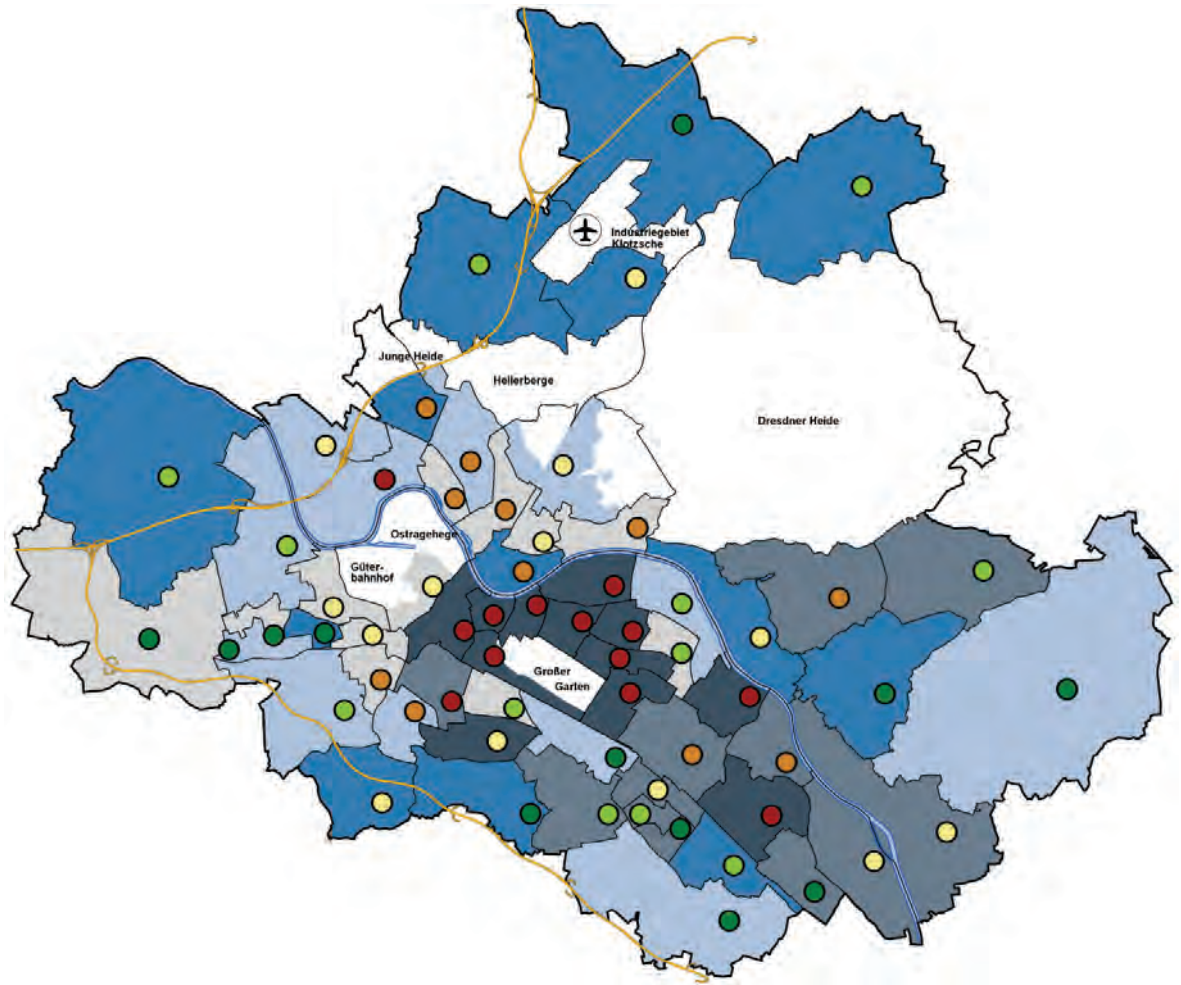 Industriegebiet
Klotzsche
Junge Heide
Hellerberge
Dresdner Heide
Ostragehege
Güter-
bahnhof
Großer
Garten